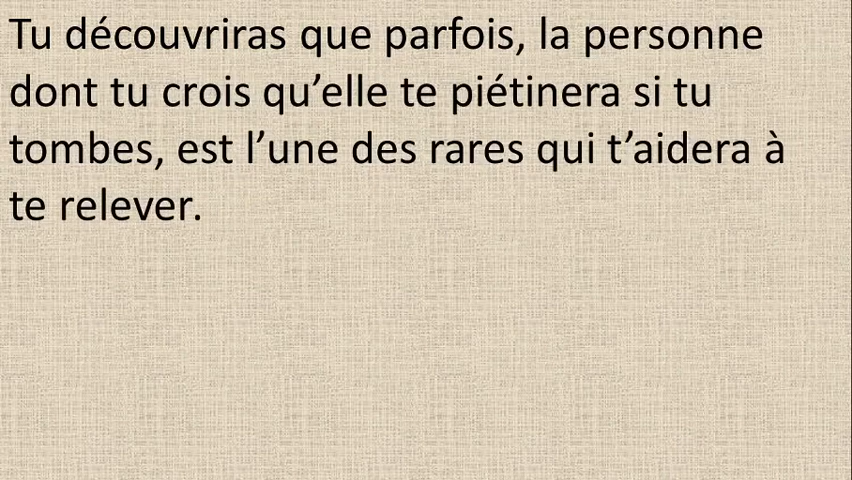 Tu découvriras que parfois, la personne
dont tu crois qu’elle te piétinera si tu
tombes, est l’une des rares qui t’aidera à
te relever.